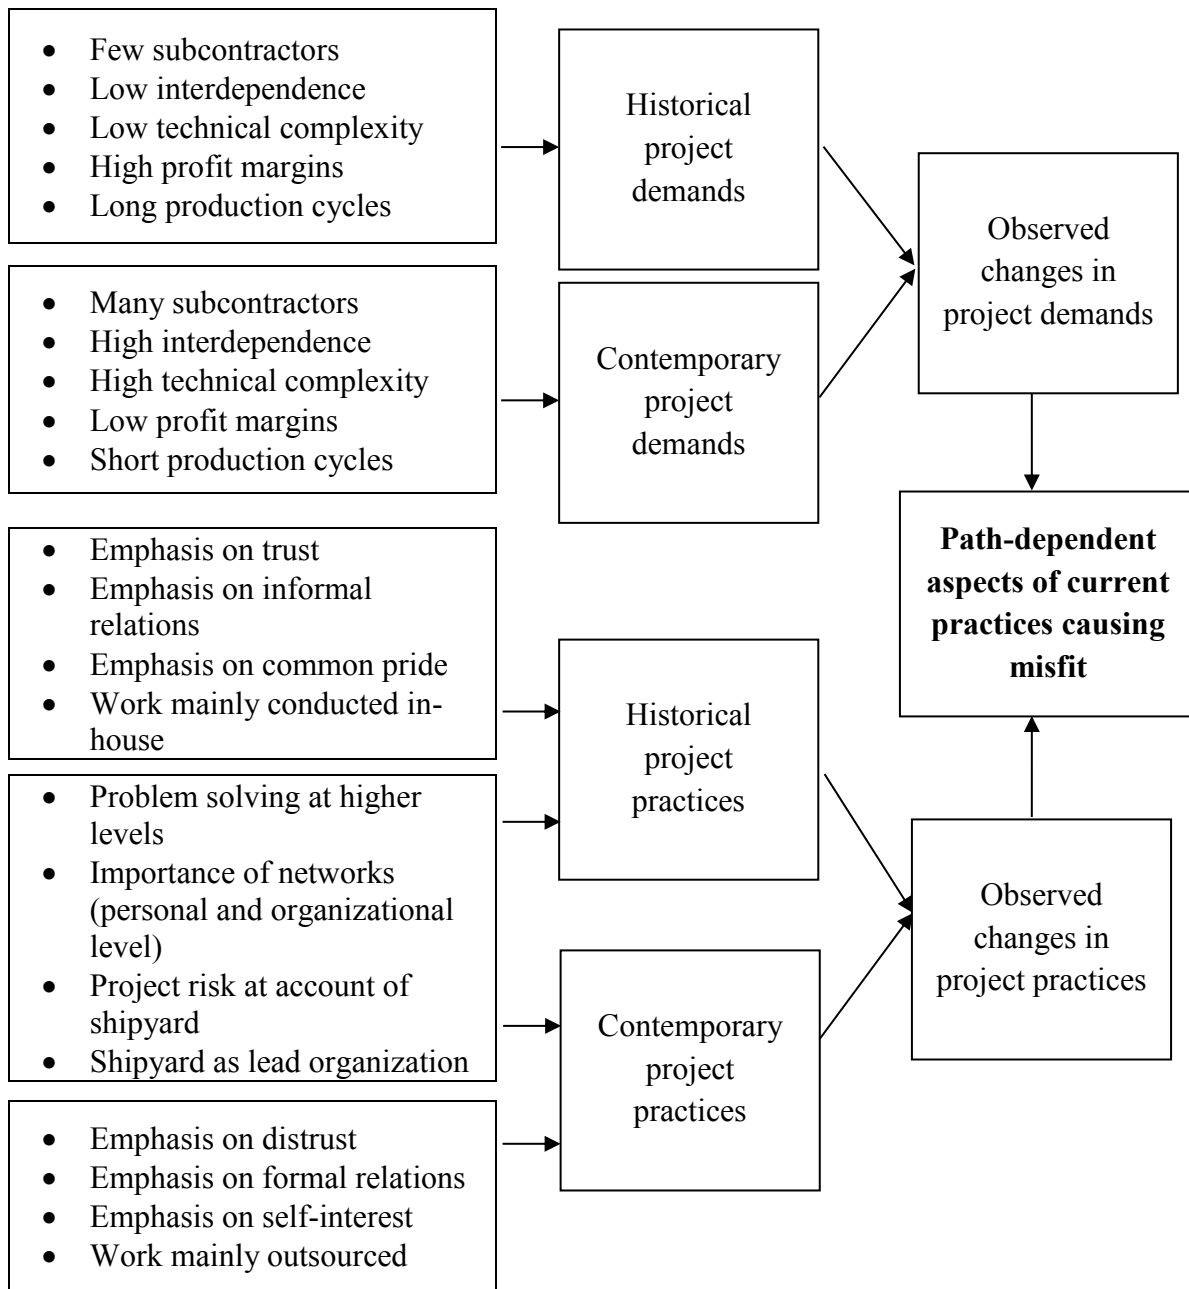 • Few subcontractors
• Low interdependence
• Low technical complexity
• High profit margins
• Long production cycles
Historical
project
demands
• Many subcontractors
• High interdependence
• High technical complexity
• Low profit margins
• Short production cycles
Contemporary
project
demands
Observed
changes in
project demands
Path-dependent
aspects of current
practices causing
misfit
• Emphasis on trust
• Emphasis on informal
relations
• Emphasis on common pride
• Work mainly conducted in-
house
Historical
project
practices
• Problem solving at higher
levels
• Importance of networks
(personal and organizational
level)
• Project risk at account of
shipyard
• Shipyard as lead organization
Contemporary
project
practices
Observed
changes in
project practices
• Emphasis on distrust
• Emphasis on formal relations
• Emphasis on self-interest
• Work mainly outsourced